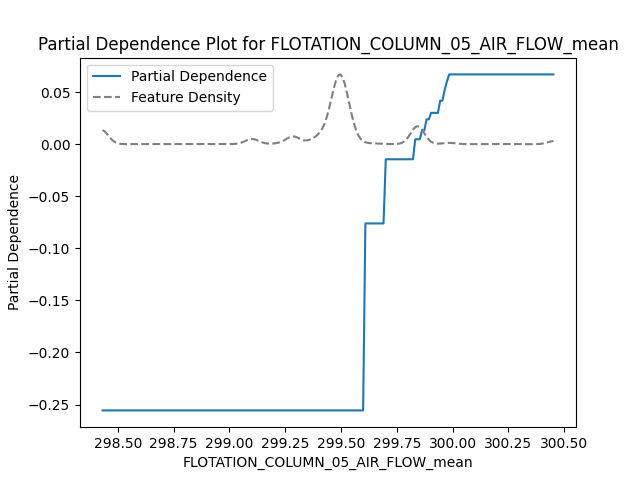 Partial Dependence Plot for FLOTATION_COLUMN_05_AIR_FLOW_mean
Partial Dependence
Feature Density
0.05
0.00
−0.05
−0.10
−0.15
−0.20
−0.25
Partial Dependence
298.50 298.75 299.00 299.25 299.50 299.75 300.00 300.25 300.50
FLOTATION_COLUMN_05_AIR_FLOW_mean